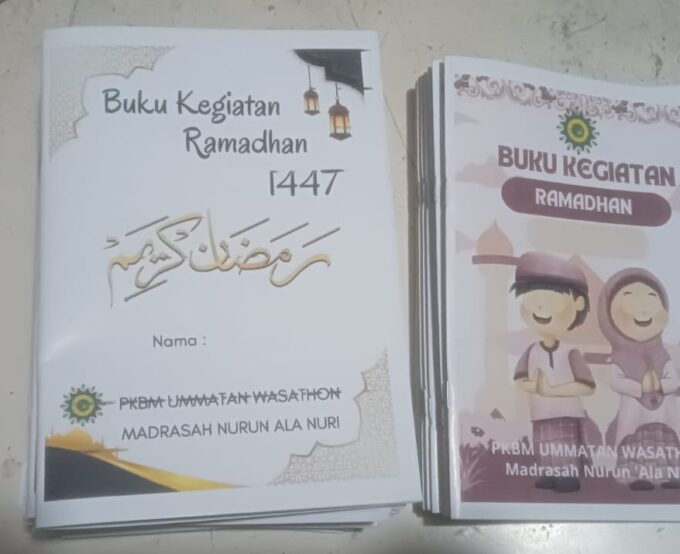 Buku Kegiatan
Ramadhan
1447
رمضان كريم
Nama :
PKBM UMMATAN WASATHON
MADRASAH NURUN ALA NURI
BUKU KEGIATAN
RAMADHAN
PKBM UMMATAN
Madrasah Nurun 'Ala